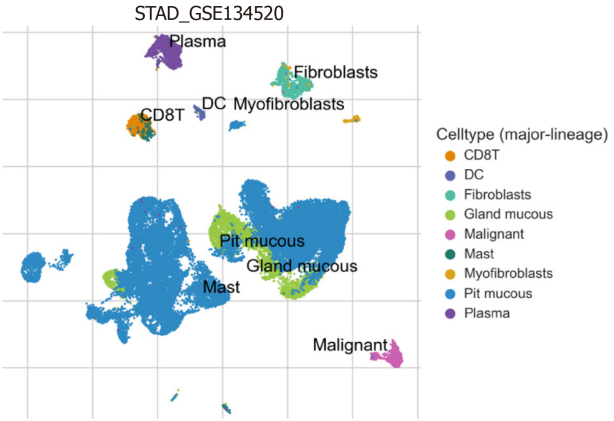 STAD_GSE134520
Plasma
Fibroblasts
DC Myofibroblasts
CD8T
Pit mucous
Gland mucous
Mast
Malignant
Celltype (major-lineage)
CD8T
DC
Fibroblasts
Gland mucous
Malignant
Mast
Myofibroblasts
Pit mucous
Plasma